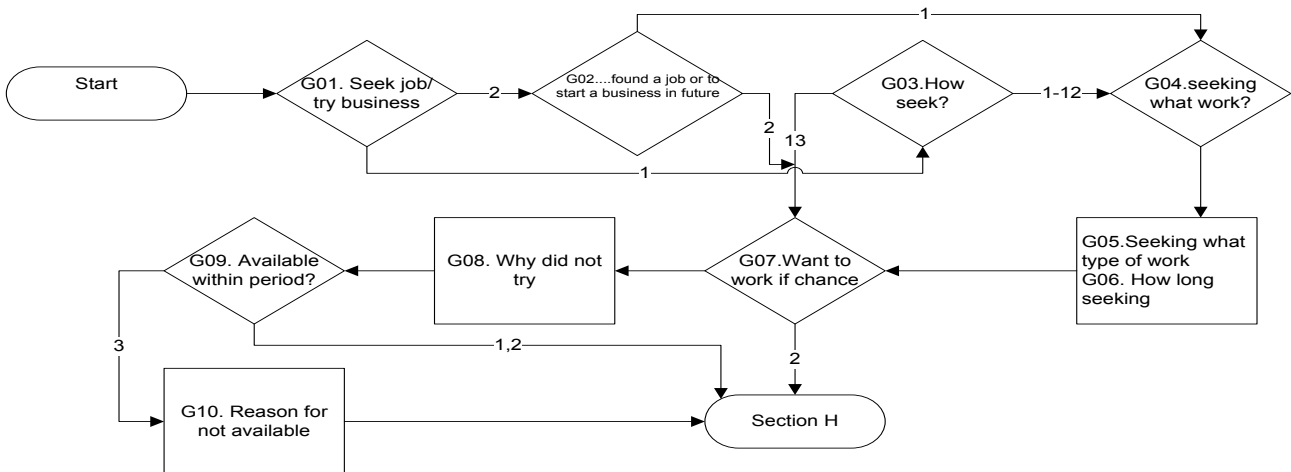 1
Start
G01. Seek job/
try business
2
G02....found a job or to
start a business in future
G03.How
seek?
1-12
G04.seeking
what work?
2
13
1
G09. Available
within period?
G08. Why did not
try
G07.Want to
work if chance
G05.Seeking what
type of work
G06. How long
seeking
3
1,2
2
G10. Reason for
not available
Section H